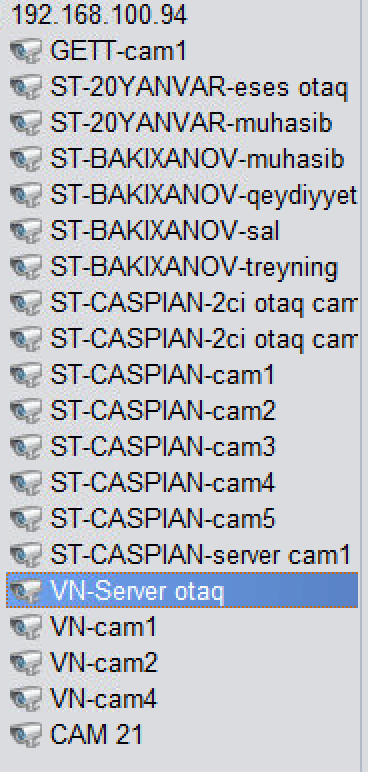 192.168.100.94
GETT-cam1
ST-20YANVAR-eses otaq
ST-20YANVAR-muhasib
ST-BAKIXANOV-muhasib
ST-BAKIXANOV-qeydiyyet
ST-BAKIXANOV-sal
ST-BAKIXANOV-treyning
ST-CASPIAN-2ci otaq cam
ST-CASPIAN-2ci otaq cam
ST-CASPIAN-cam1
ST-CASPIAN-cam2
ST-CASPIAN-cam3
ST-CASPIAN-cam4
ST-CASPIAN-cam5
ST-CASPIAN-server cam1
VN-Server otaq
VN-cam1
VN-cam2
VN-cam4
CAM 21